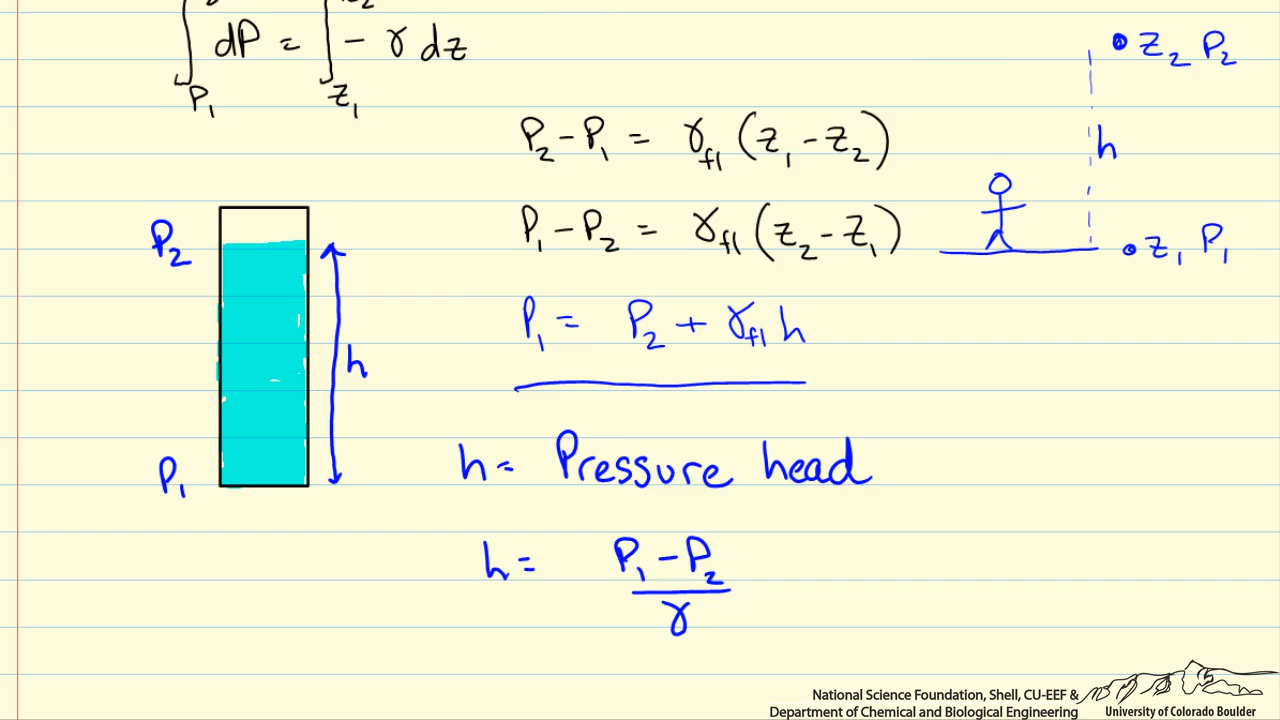 ∫ dP = ∫ - γ dz
P₁ Z₁
• Z₂ P₂
P₂ - P₁ = γfl (Z₁ - Z₂)
h
P₁ - P₂ = γfl (Z₂ - Z₁)
• Z₁ P₁
P₂
P₁ = P₂ + γfl h
h
h = Pressure head
P₁
h = P₁ - P₂
γ
National Science Foundation, Shell, CU-EEF &
Department of Chemical and Biological Engineering
University of Colorado Boulder